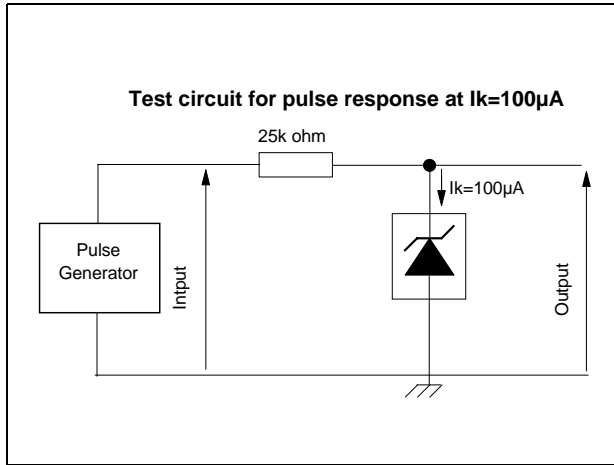 Test circuit for pulse response at Ik=100µA
25k ohm
Ik=100µA
Pulse
Generator
Intput
Output